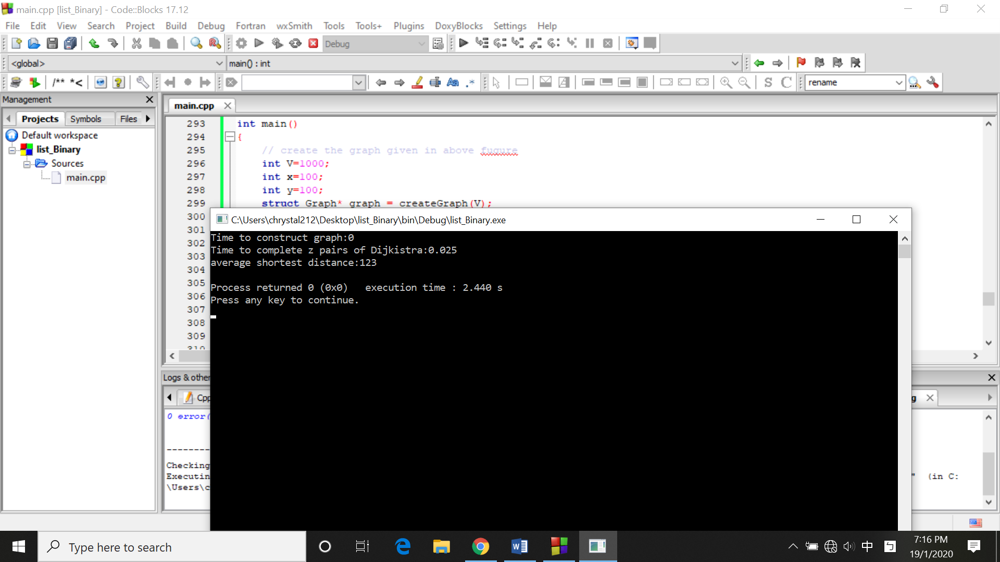 main.cpp [list_Binary] - Code::Blocks 17.12
File Edit View Search Project Build Debug Fortran wxSmith Tools Tools+ Plugins DoxyBlocks Settings Help
Debug
<global> main() : int
/** *< Aa .* S C rename
Management
main.cpp
Projects Symbols Files
Default workspace
list_Binary
Sources
main.cpp
293 int main()
294 {
295 // create the graph given in above fugure
296 int V=1000;
297 int x=100;
298 int y=100;
299 struct Graph* graph = createGraph(V);
300
301
302
303
304
305
306
307
308
309
310
C:\Users\chrystal212\Desktop\list_Binary\bin\Debug\list_Binary.exe
Time to construct graph:0
Time to complete z pairs of Dijkistra:0.025
average shortest distance:123
Process returned 0 (0x0) execution time : 2.440 s
Press any key to continue.
Logs & other
Cpp g
0 error(
--------
Checking
Executin " (in C:
\Users\c
Type here to search
中
ㄅ
7:16 PM
19/1/2020